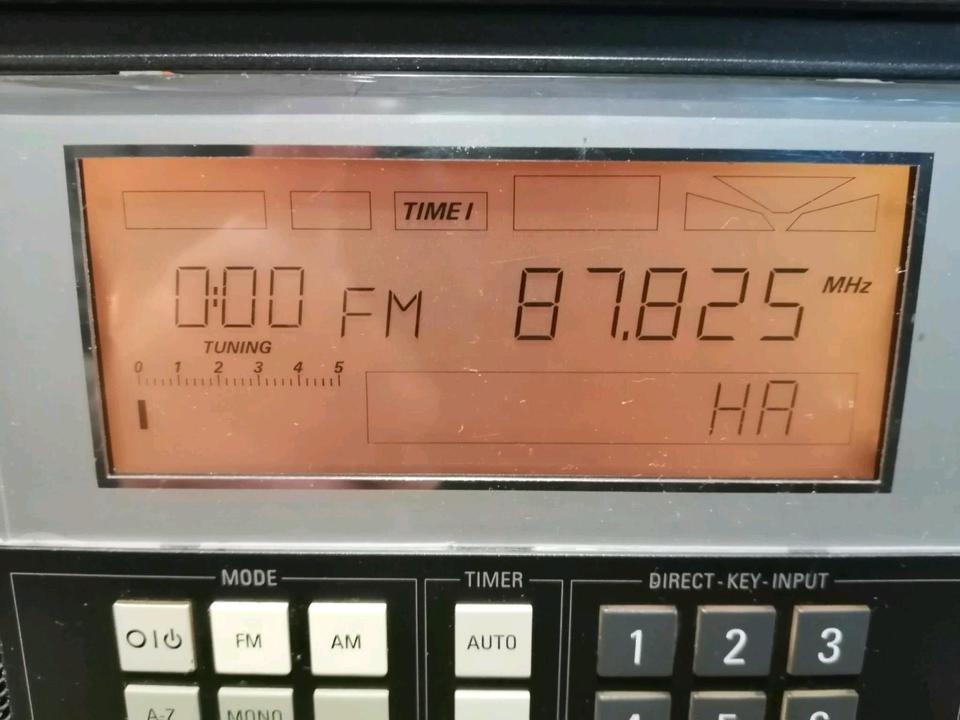 TIME I
0:00 FM 87.825 MHz
TUNING
0 1 2 3 4 5
HA
MODE TIMER DIRECT-KEY-INPUT
FM AM AUTO 1 2 3
A-Z MONO